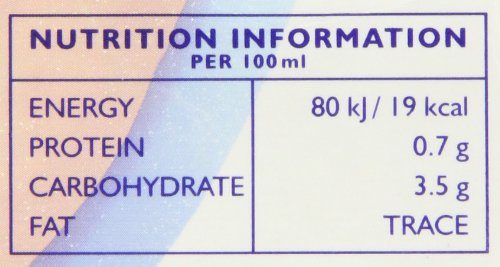 NUTRITION INFORMATION
PER 100ml
ENERGY 80 kJ/ 19 kcal
PROTEIN 0.7 g
CARBOHYDRATE 3.5 g
FAT TRACE